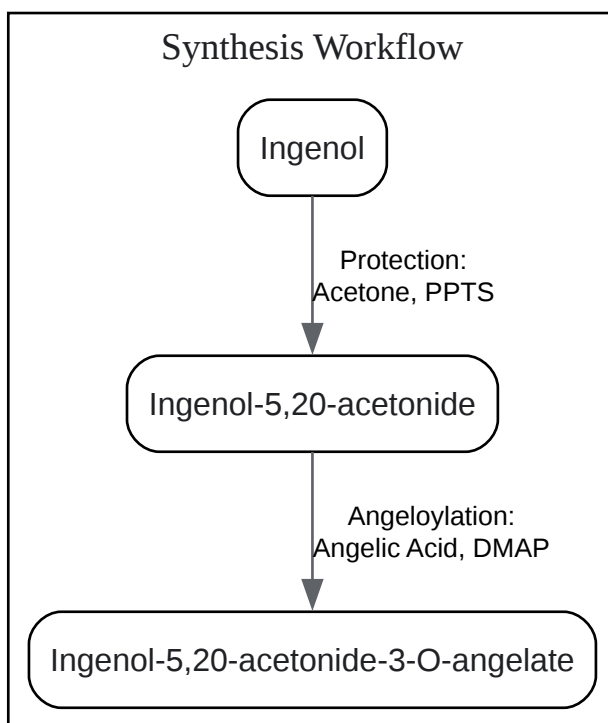 Synthesis Workflow
Ingenol
Protection:
Acetone, PPTS
Ingenol-5,20-acetonide
Angeloylation:
Angelic Acid, DMAP
Ingenol-5,20-acetonide-3-O-angelate